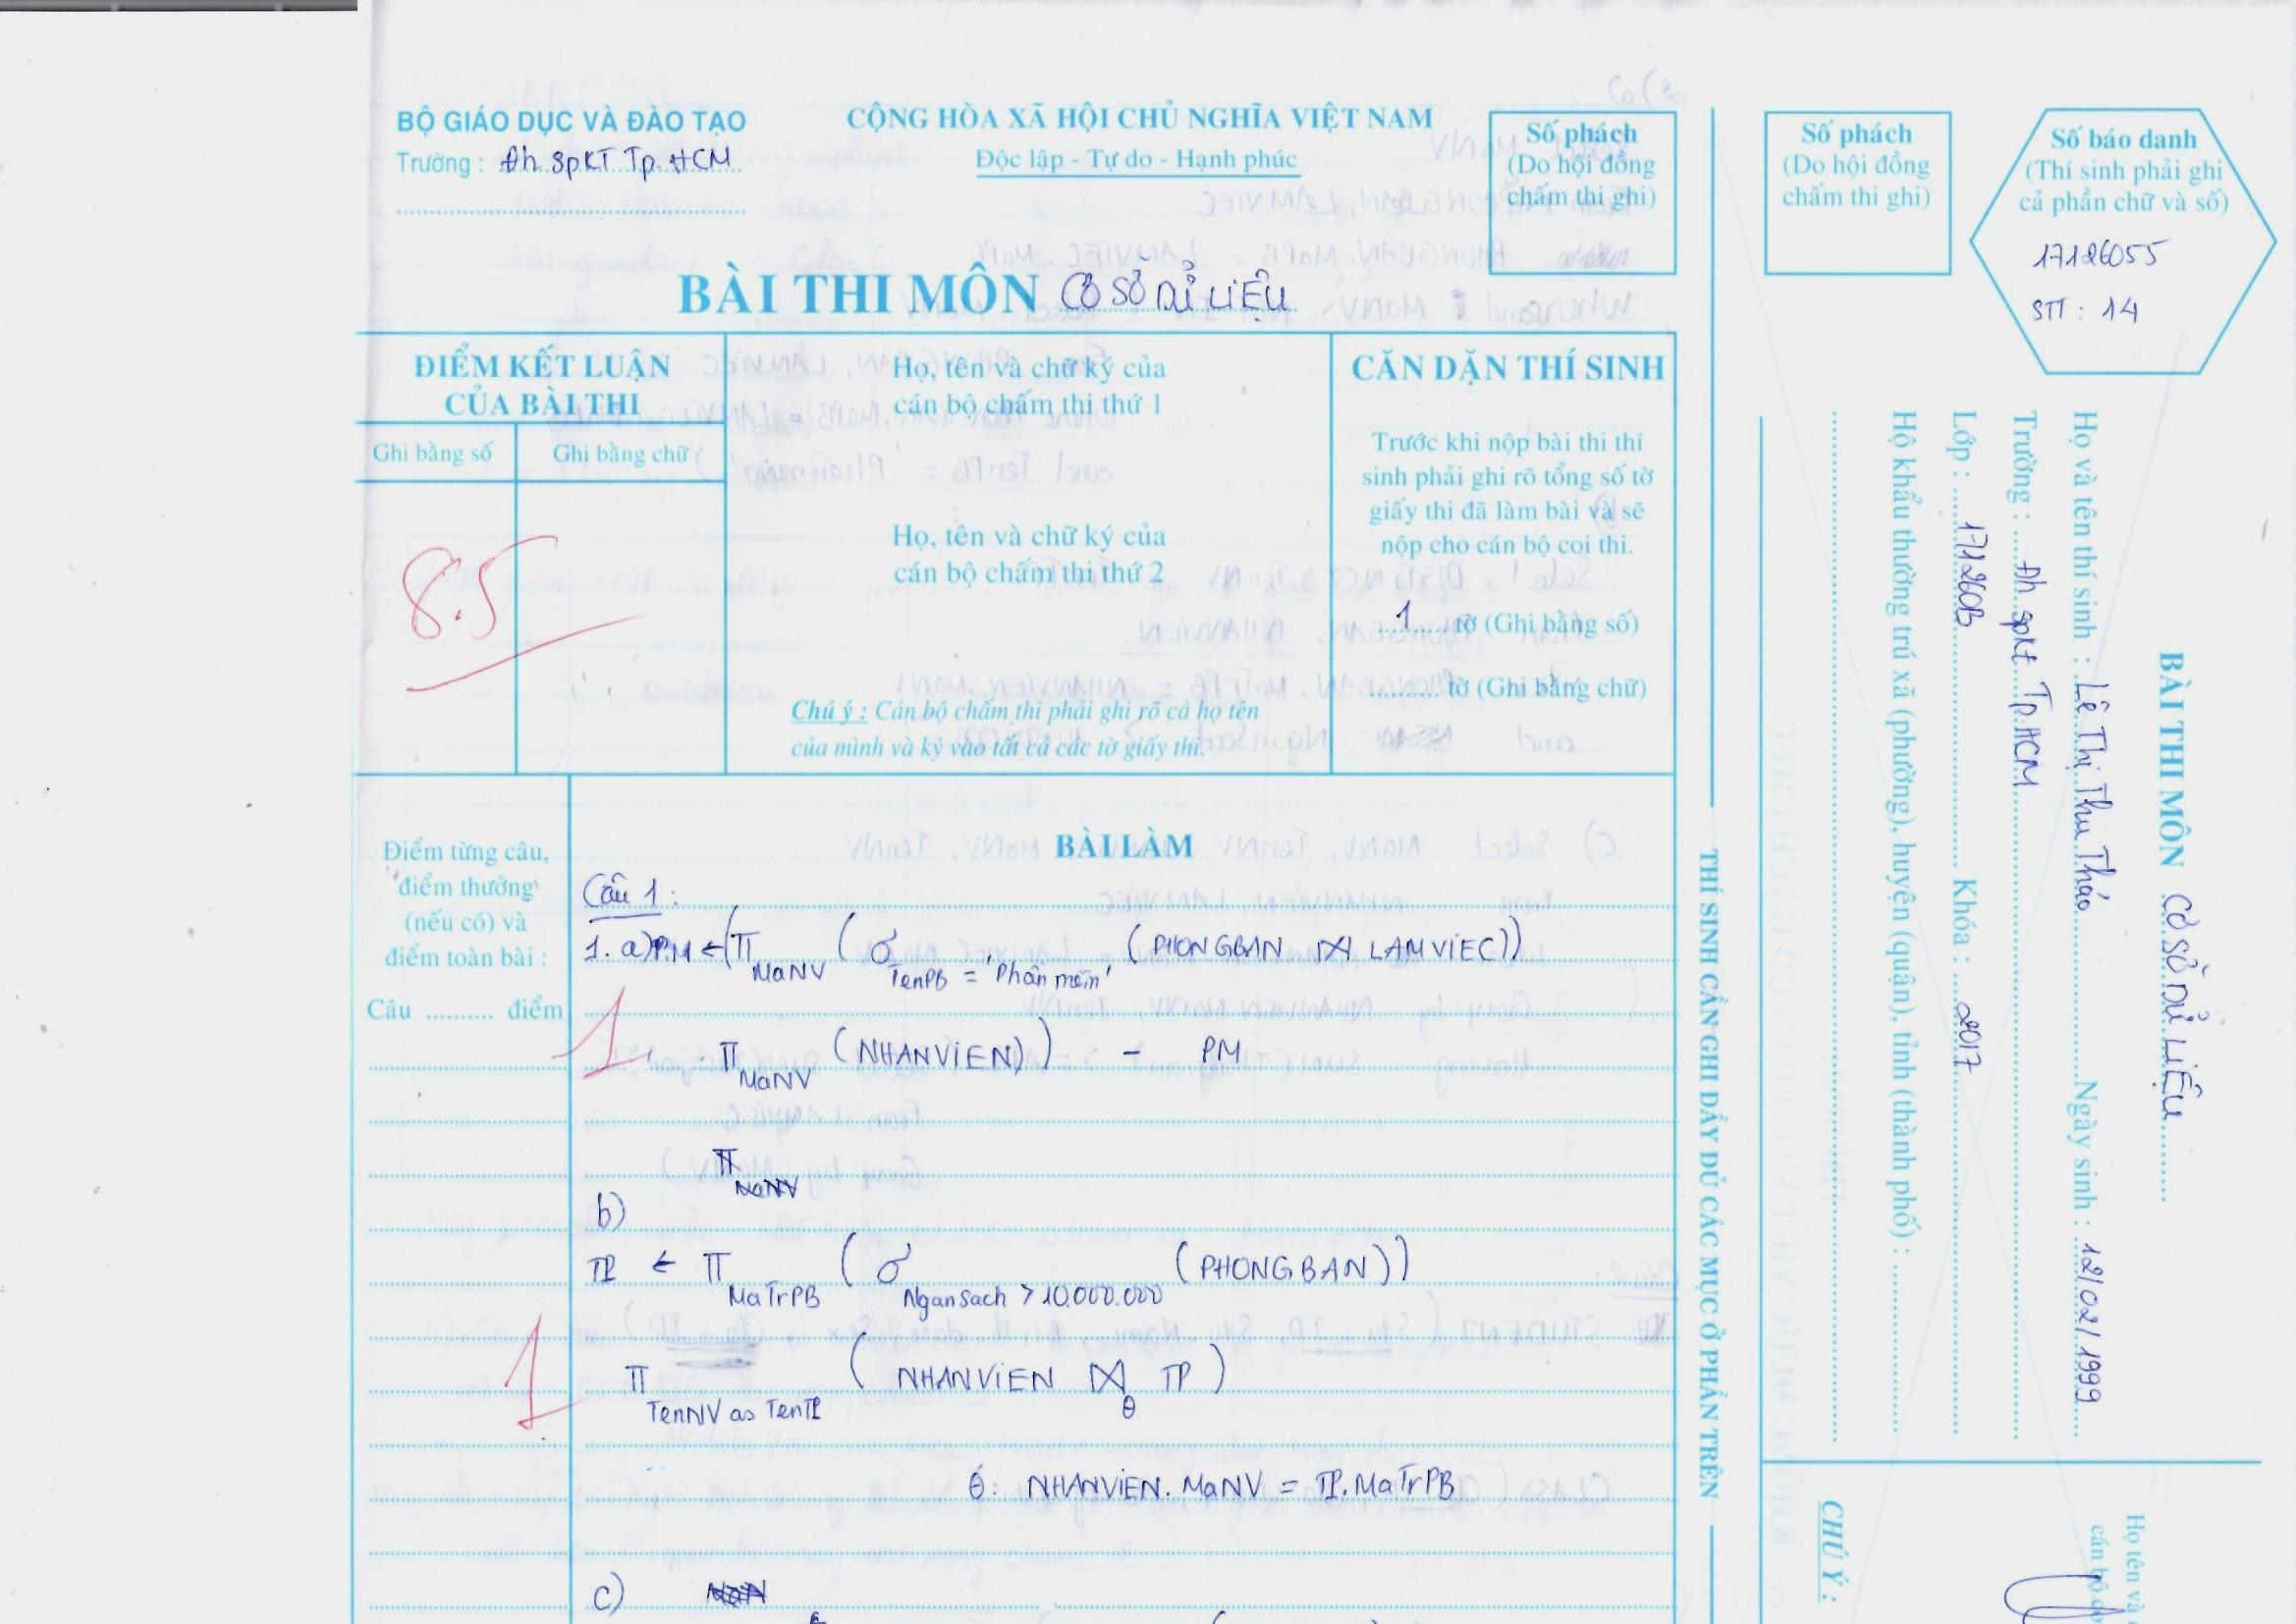 BỘ GIÁO DỤC VÀ ĐÀO TẠO
Trường : Đh SpKT Tp. HCM
CỘNG HÒA XÃ HỘI CHỦ NGHĨA VIỆT NAM
Độc lập - Tự do - Hạnh phúc
Số phách
(Do hội đồng
chấm thi ghi)
BÀI THI MÔN CƠ SỞ DỮ LIỆU
ĐIỂM KẾT LUẬN
CỦA BÀI THI
Ghi bằng số
Ghi bằng chữ
8.5
Họ, tên và chữ ký của
cán bộ chấm thi thứ 1
Họ, tên và chữ ký của
cán bộ chấm thi thứ 2
Chú ý : Cán bộ chấm thi phải ghi rõ cả họ tên
của mình và ký vào tất cả các tờ giấy thi.
CĂN DẶN THÍ SINH
Trước khi nộp bài thi thí
sinh phải ghi rõ tổng số tờ
giấy thi đã làm bài và sẽ
nộp cho cán bộ coi thi.
1 tờ (Ghi bằng số)
tờ (Ghi bằng chữ)
Điểm từng câu,
điểm thưởng
(nếu có) và
điểm toàn bài :
Câu .......... điểm
BÀI LÀM
Câu 1 :
1. a) PM ← (π MaNV (σ TenPB = 'Phần mềm' (PHONGBAN ⋈ LAMVIEC))
1
π MaNV (NHANVIEN)) - PM
b)
TP ← π MaTrPB (σ NganSach > 10.000.000 (PHONGBAN))
1
π TenNV as TenTP (NHANVIEN ⋈ θ TP)
θ: NHANVIEN.MaNV = TP.MaTrPB
c)
THÍ SINH CẦN GHI ĐẦY ĐỦ CÁC MỤC Ở PHẦN TRÊN
Số phách
(Do hội đồng
chấm thi ghi)
Số báo danh
(Thí sinh phải ghi
cả phần chữ và số)
17126055
STT : 14
BÀI THI MÔN CƠ SỞ DỮ LIỆU
Họ và tên thí sinh : Lê Thị Thu Thảo Ngày sinh : 12/02/1999
Trường : Đh spkt Tp.HCM
Lớp : 171260B Khóa : 2017
Hộ khẩu thường trú xã (phường), huyện (quận), tỉnh (thành phố) :
CHÚ Ý :
Họ tên và
cán bộ co